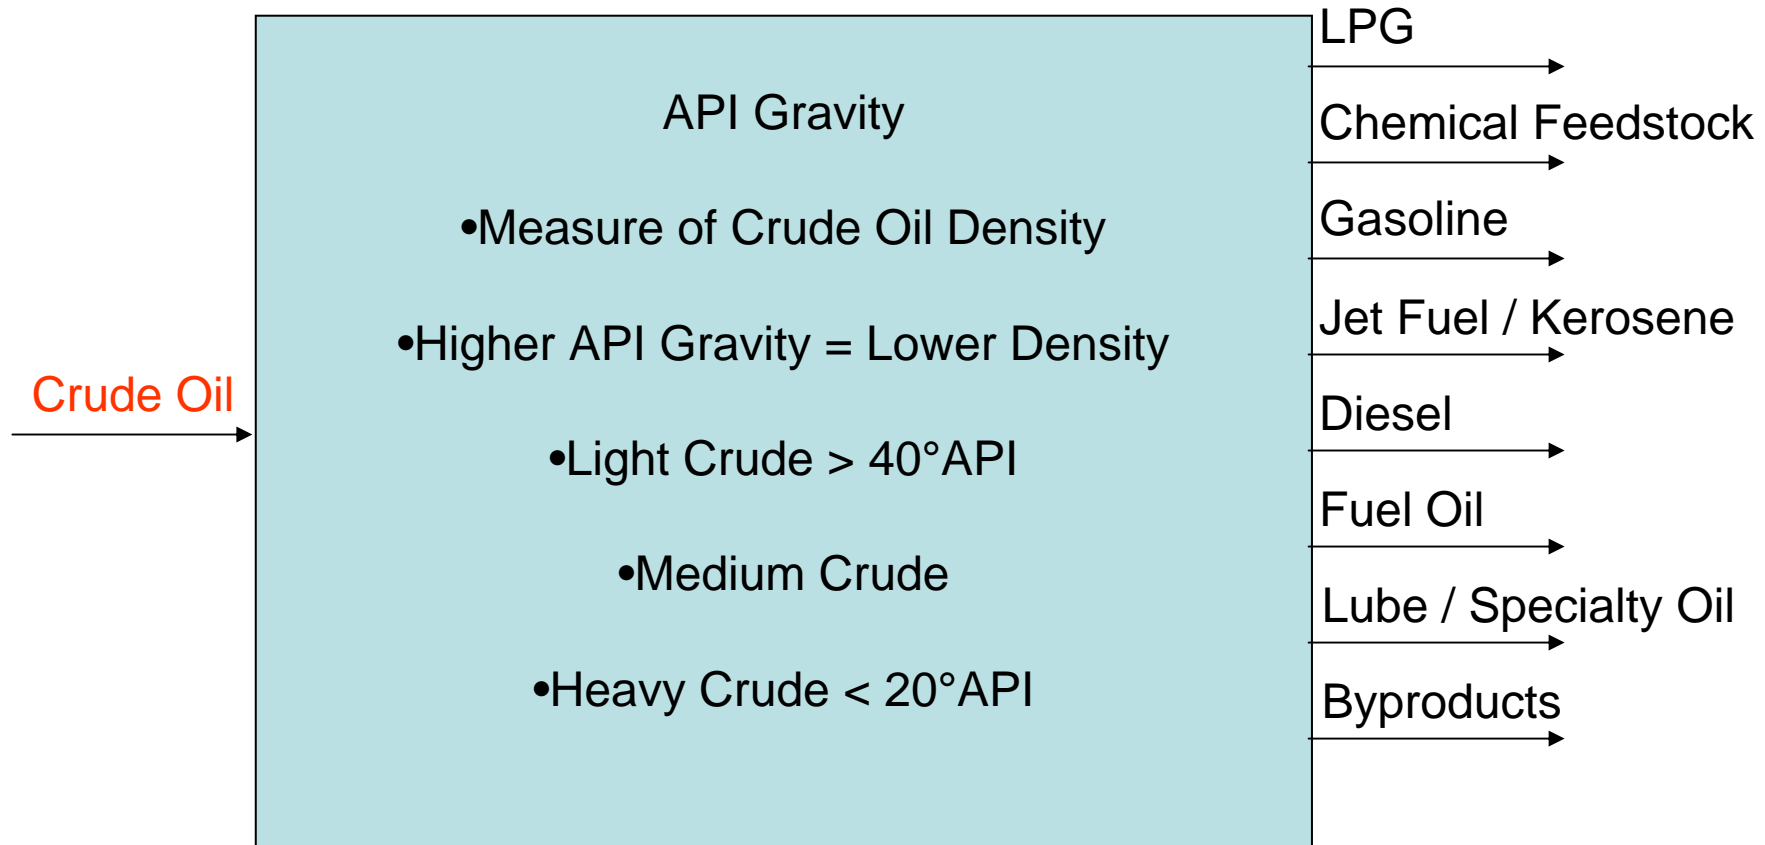 Crude Oil
API Gravity
•Measure of Crude Oil Density
•Higher API Gravity = Lower Density
•Light Crude > 40°API
•Medium Crude
•Heavy Crude < 20°API
LPG
Chemical Feedstock
Gasoline
Jet Fuel / Kerosene
Diesel
Fuel Oil
Lube / Specialty Oil
Byproducts